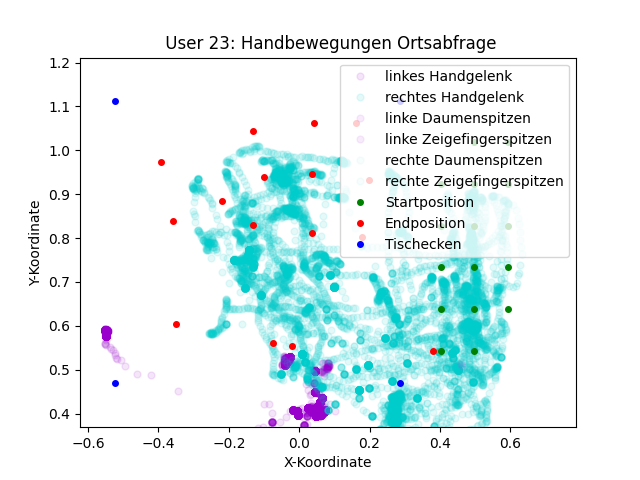 User 23: Handbewegungen Ortsabfrage
Y-Koordinate
1.2
1.1
1.0
0.9
0.8
0.7
0.6
0.5
0.4
linkes Handgelenk
rechtes Handgelenk
linke Daumenspitzen
linke Zeigefingerspitzen
rechte Daumenspitzen
rechte Zeigefingerspitzen
Startposition
Endposition
Tischecken
−0.6 −0.4 −0.2 0.0 0.2 0.4 0.6
X-Koordinate